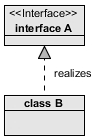 <<Interface>>
interface A
realizes
class B